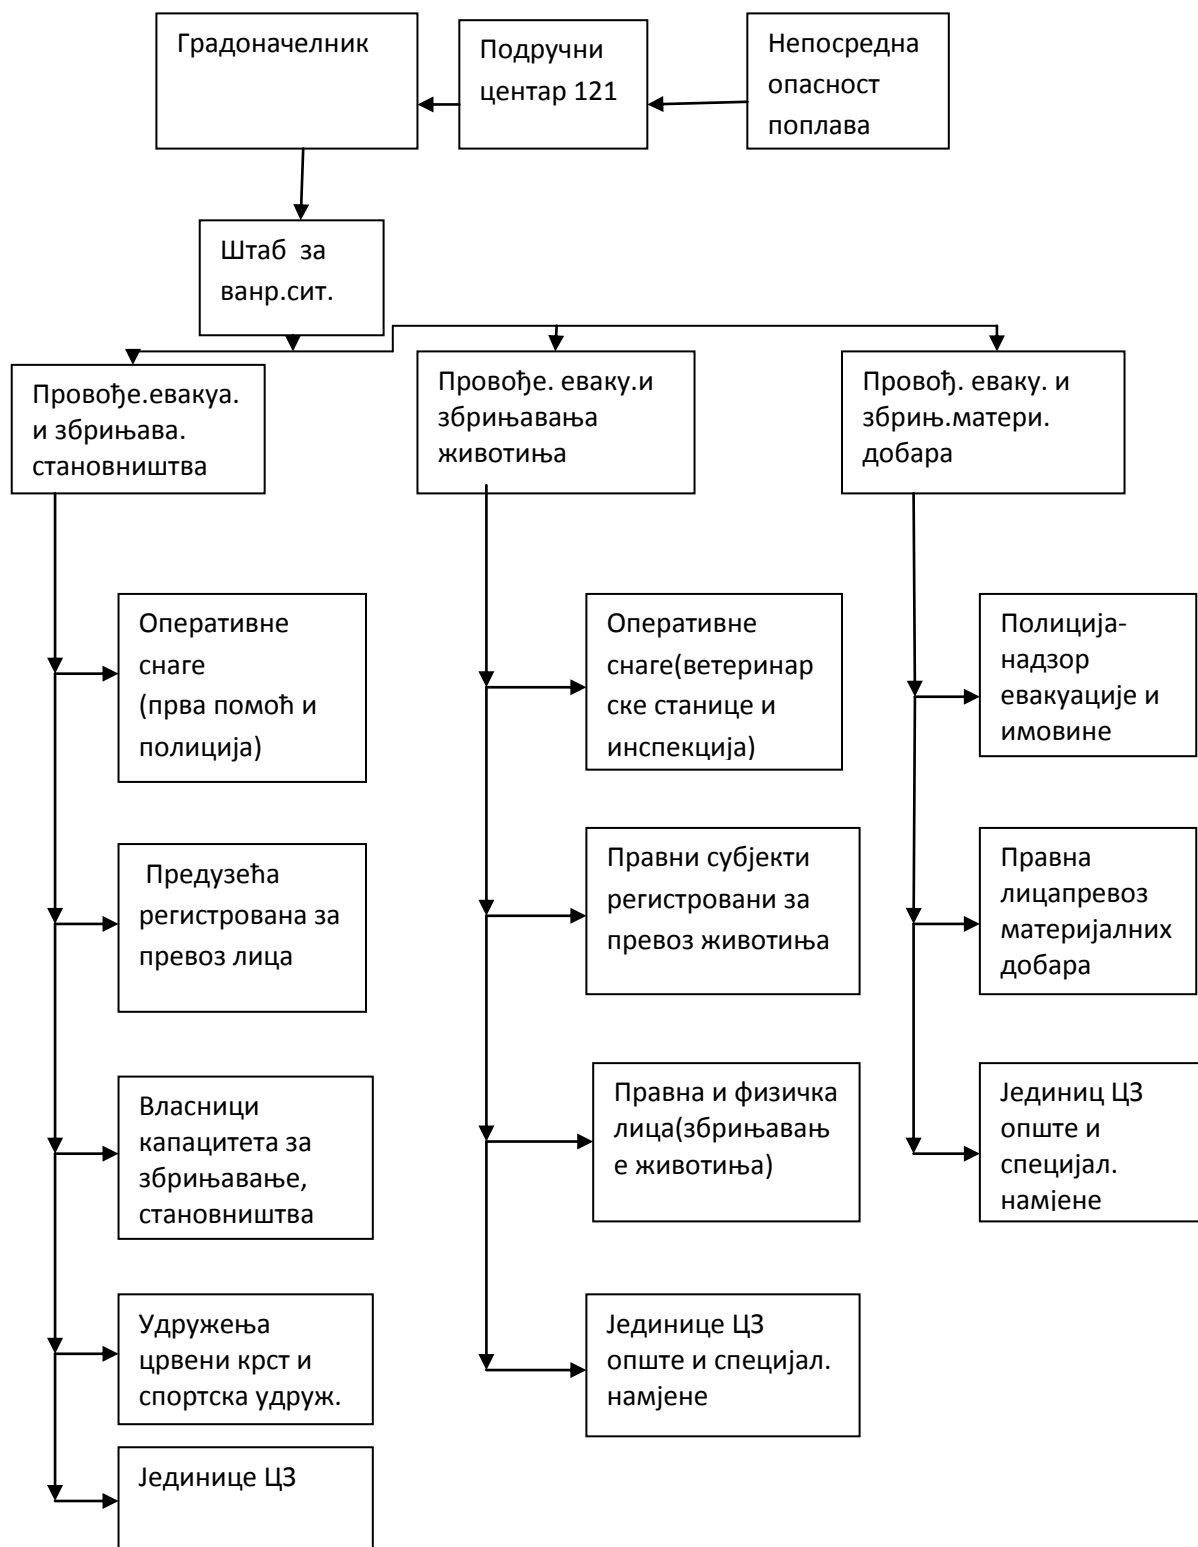 Градоначелник
Подручни
центар 121
Непосредна
опасност
поплава
Штаб  за
ванр.сит.
Провође.евакуа.
и збрињава.
становништва
Провође. еваку.и
збрињавања
животиња
Провођ. еваку. и
збрињ.матери.
добара
Оперативне
снаге
(прва помоћ и
полиција)
Предузећа
регистрована за
превоз лица
Власници
капацитета за
збрињавање,
становништва
Удружења
црвени крст и
спортска удруж.
Јединице ЦЗ
Оперативне
снаге(ветеринар
ске станице и
инспекција)
Правни субјекти
регистровани за
превоз животиња
Правна и физичка
лица(збрињавањ
е животиња)
Јединице ЦЗ
опште и специјал.
намјене
Полиција-
надзор
евакуације и
имовине
Правна
лицапревоз
материјалних
добара
Јединиц ЦЗ
опште и
специјал.
намјене